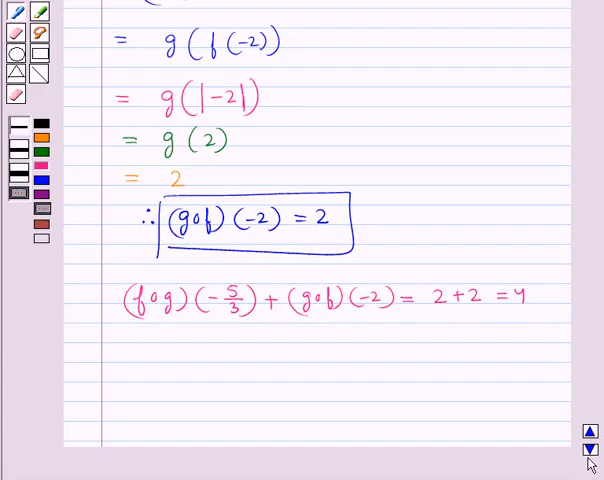 = g(f(-2))
= g(|-2|)
= g(2)
= 2
∴ (gof)(-2) = 2
(fog)(-5/3) + (gof)(-2) = 2+2 = 4